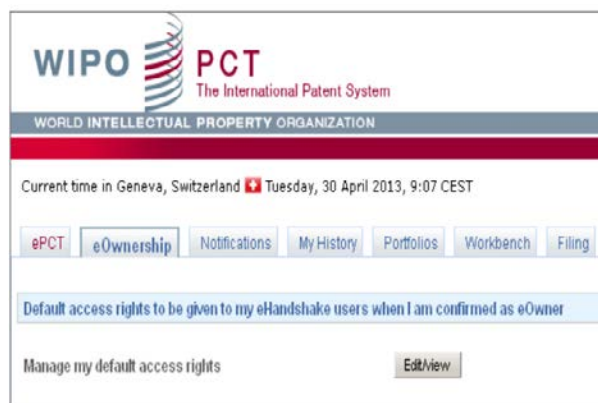 WIPO
PCT
The International Patent System
WORLD INTELLECTUAL PROPERTY ORGANIZATION
Current time in Geneva, Switzerland Tuesday, 30 April 2013, 9:07 CEST
ePCT eOwnership Notifications My History Portfolios Workbench Filing
Default access rights to be given to my eHandshake users when I am confirmed as eOwner
Manage my default access rights Edit/view